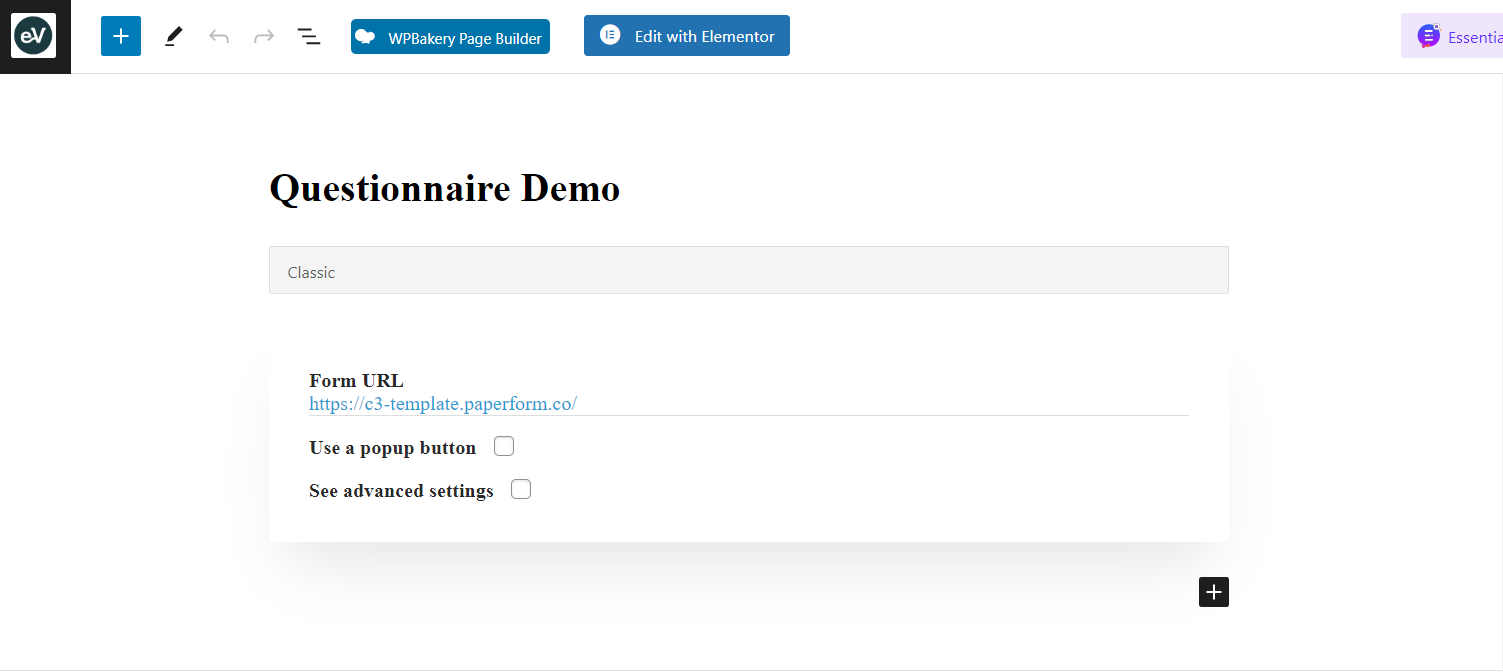 eV
WPBakery Page Builder
Edit with Elementor
Essentia
Questionnaire Demo
Classic
Form URL
https://c3-template.paperform.co/
Use a popup button
See advanced settings